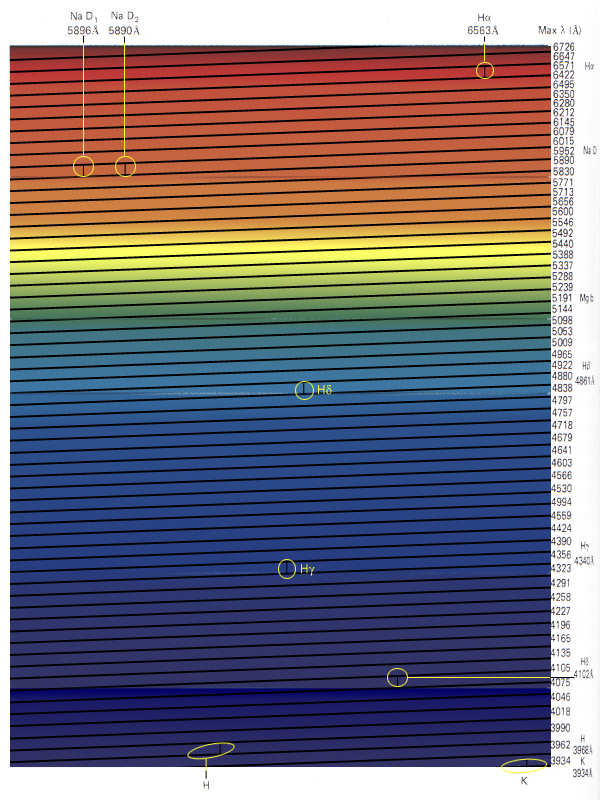 Na D1 Na D2 Hα
5896Å 5890Å 6563Å Max λ (Å)
6726
6647
6571 Hα
6422
6495
6350
6280
6212
6145
6079
6015
5952 Na D
5890
5830
5771
5713
5656
5600
5546
5492
5440
5388
5337
5288
5239
5191 Mg b
5144
5098
5053
5009
4965
4922 Hδ
4880 4861Å
4838
Hδ
4797
4757
4718
4679
4641
4603
4566
4530
4994
4559
4424
4390 Hγ
4356 4340Å
4323
Hγ
4291
4258
4227
4196
4165
4135
4105 Hδ
4102Å
4075
4046
4018
3990
3962 H
3968Å
3934 K
3934Å
H K